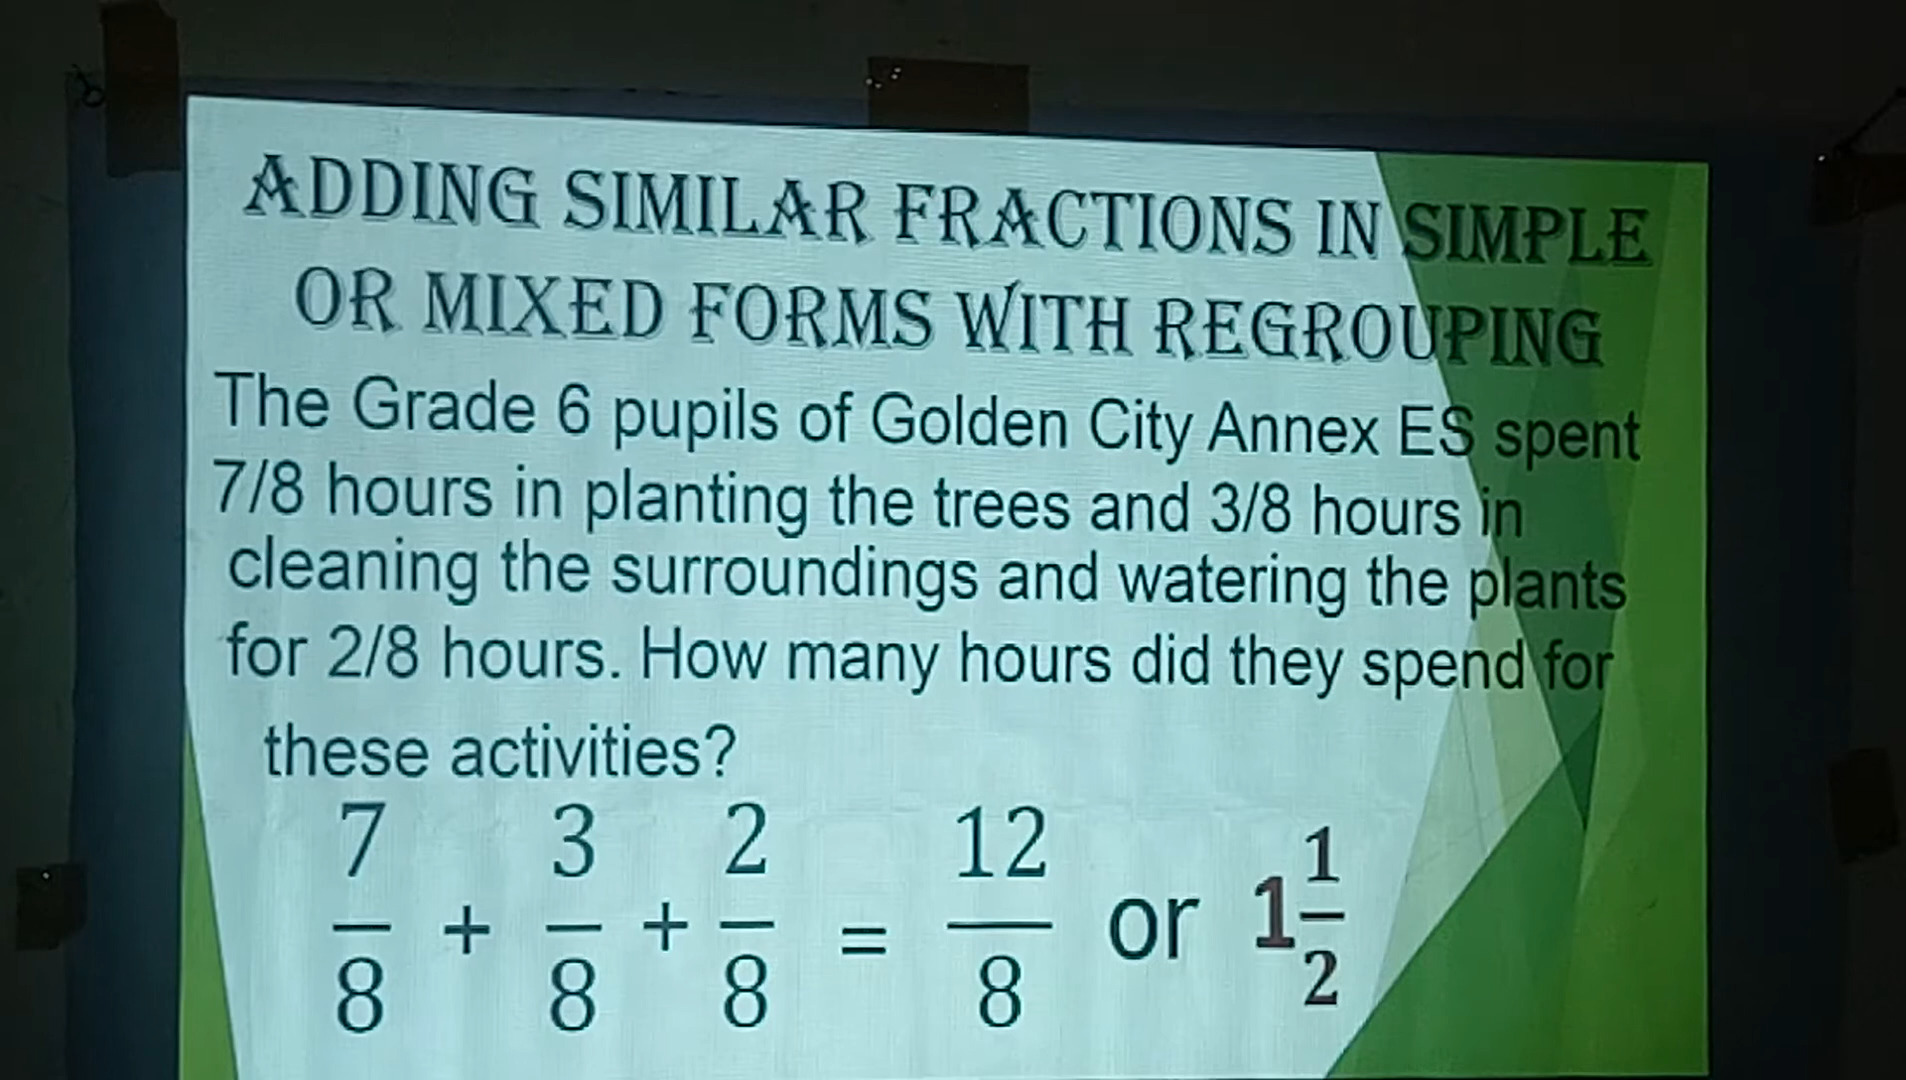 ADDING SIMILAR FRACTIONS IN SIMPLE
OR MIXED FORMS WITH REGROUPING
The Grade 6 pupils of Golden City Annex ES spent
7/8 hours in planting the trees and 3/8 hours in
cleaning the surroundings and watering the plants
for 2/8 hours. How many hours did they spend for
these activities?
7/8 + 3/8 + 2/8 = 12/8 or 1 1/2